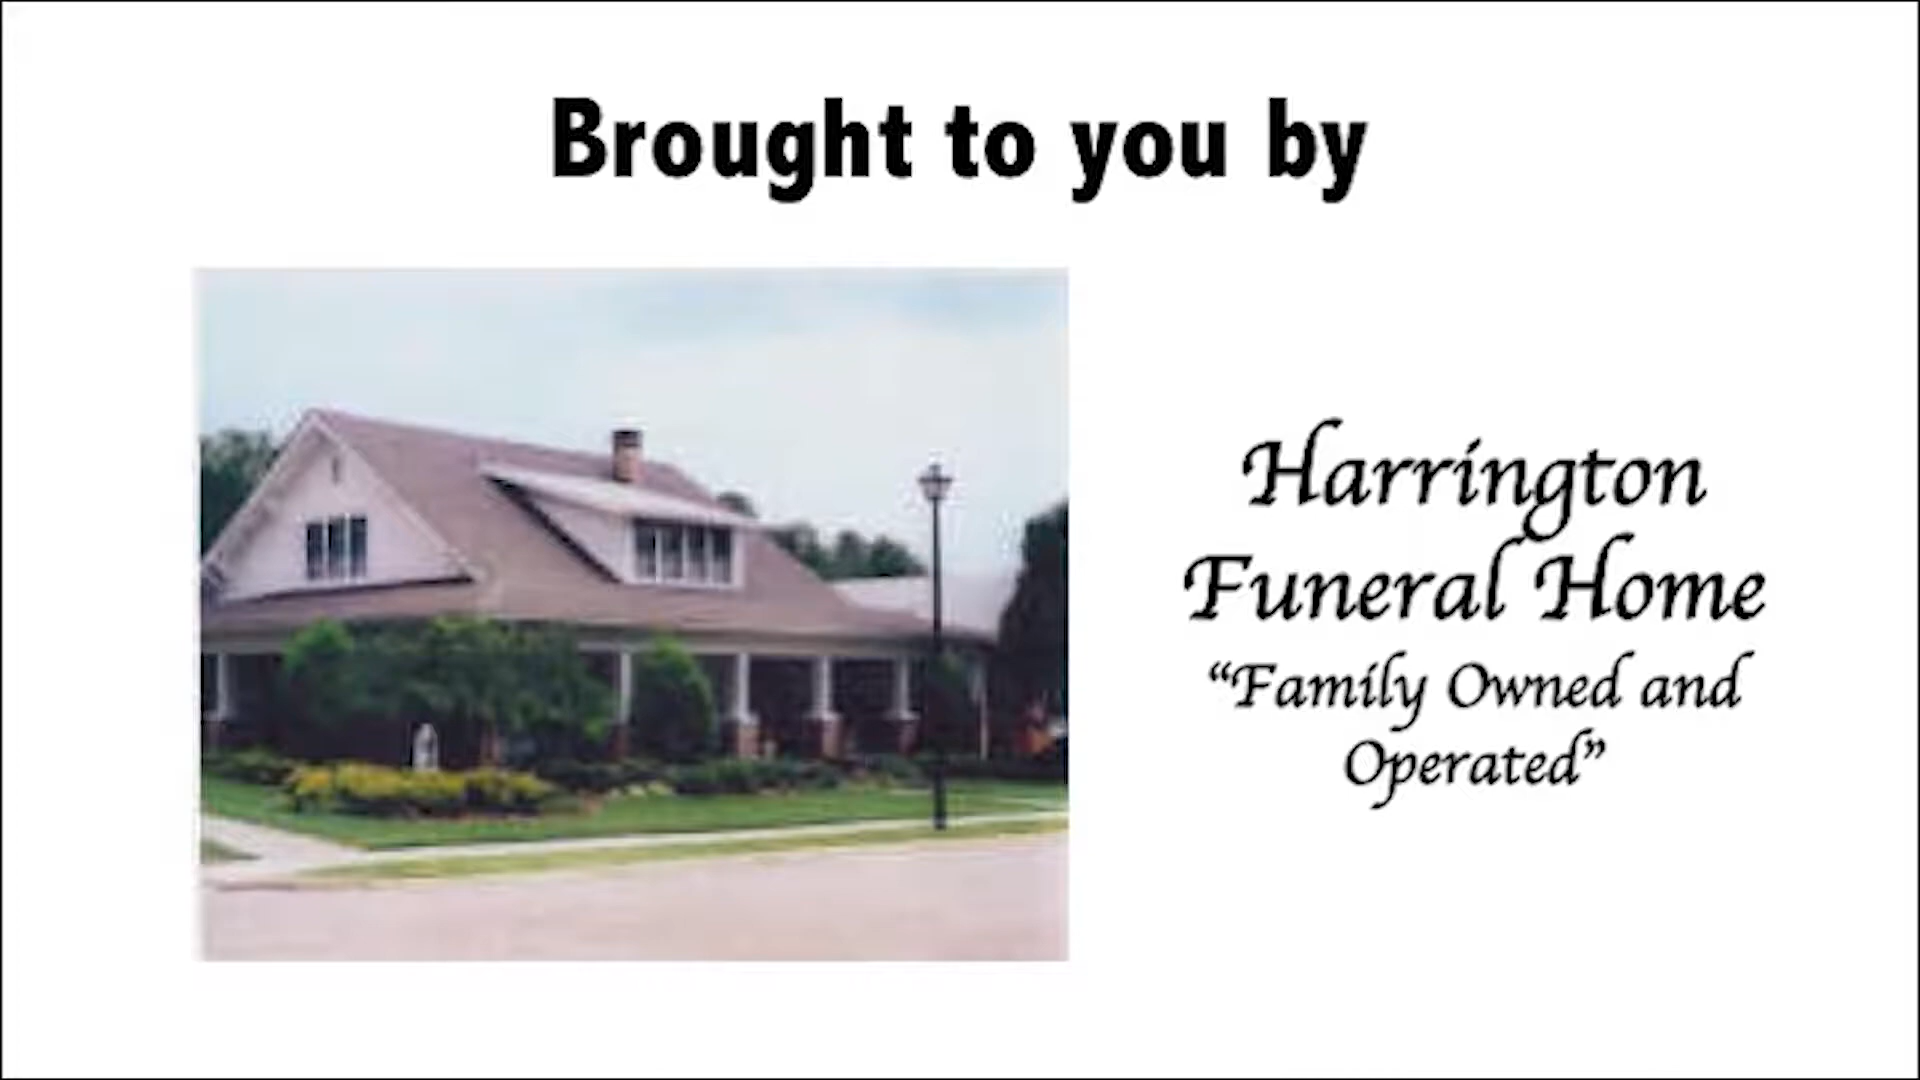 Brought to you by
Harrington
Funeral Home
“Family Owned and
Operated”